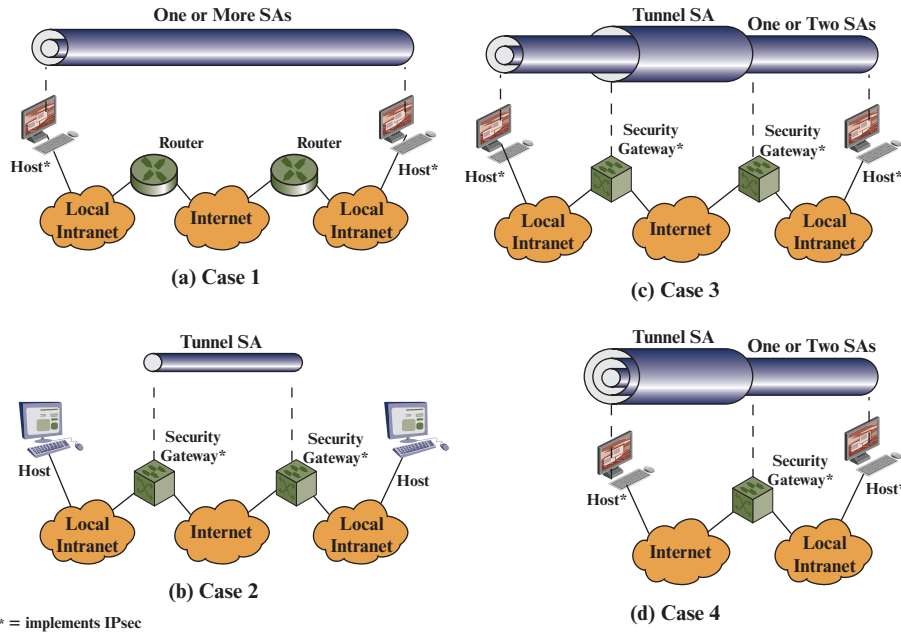 One or More SAs
Host*
Router
Router
Host*
Local
Intranet
Internet
Local
Intranet
(a) Case 1
Tunnel SA
Host
Security
Gateway*
Security
Gateway*
Host
Local
Intranet
Internet
Local
Intranet
(b) Case 2
Tunnel SA
One or Two SAs
Host*
Security
Gateway*
Security
Gateway*
Host*
Local
Intranet
Internet
Local
Intranet
(c) Case 3
Tunnel SA
One or Two SAs
Host*
Security
Gateway*
Host*
Internet
Local
Intranet
(d) Case 4
* = implements IPsec